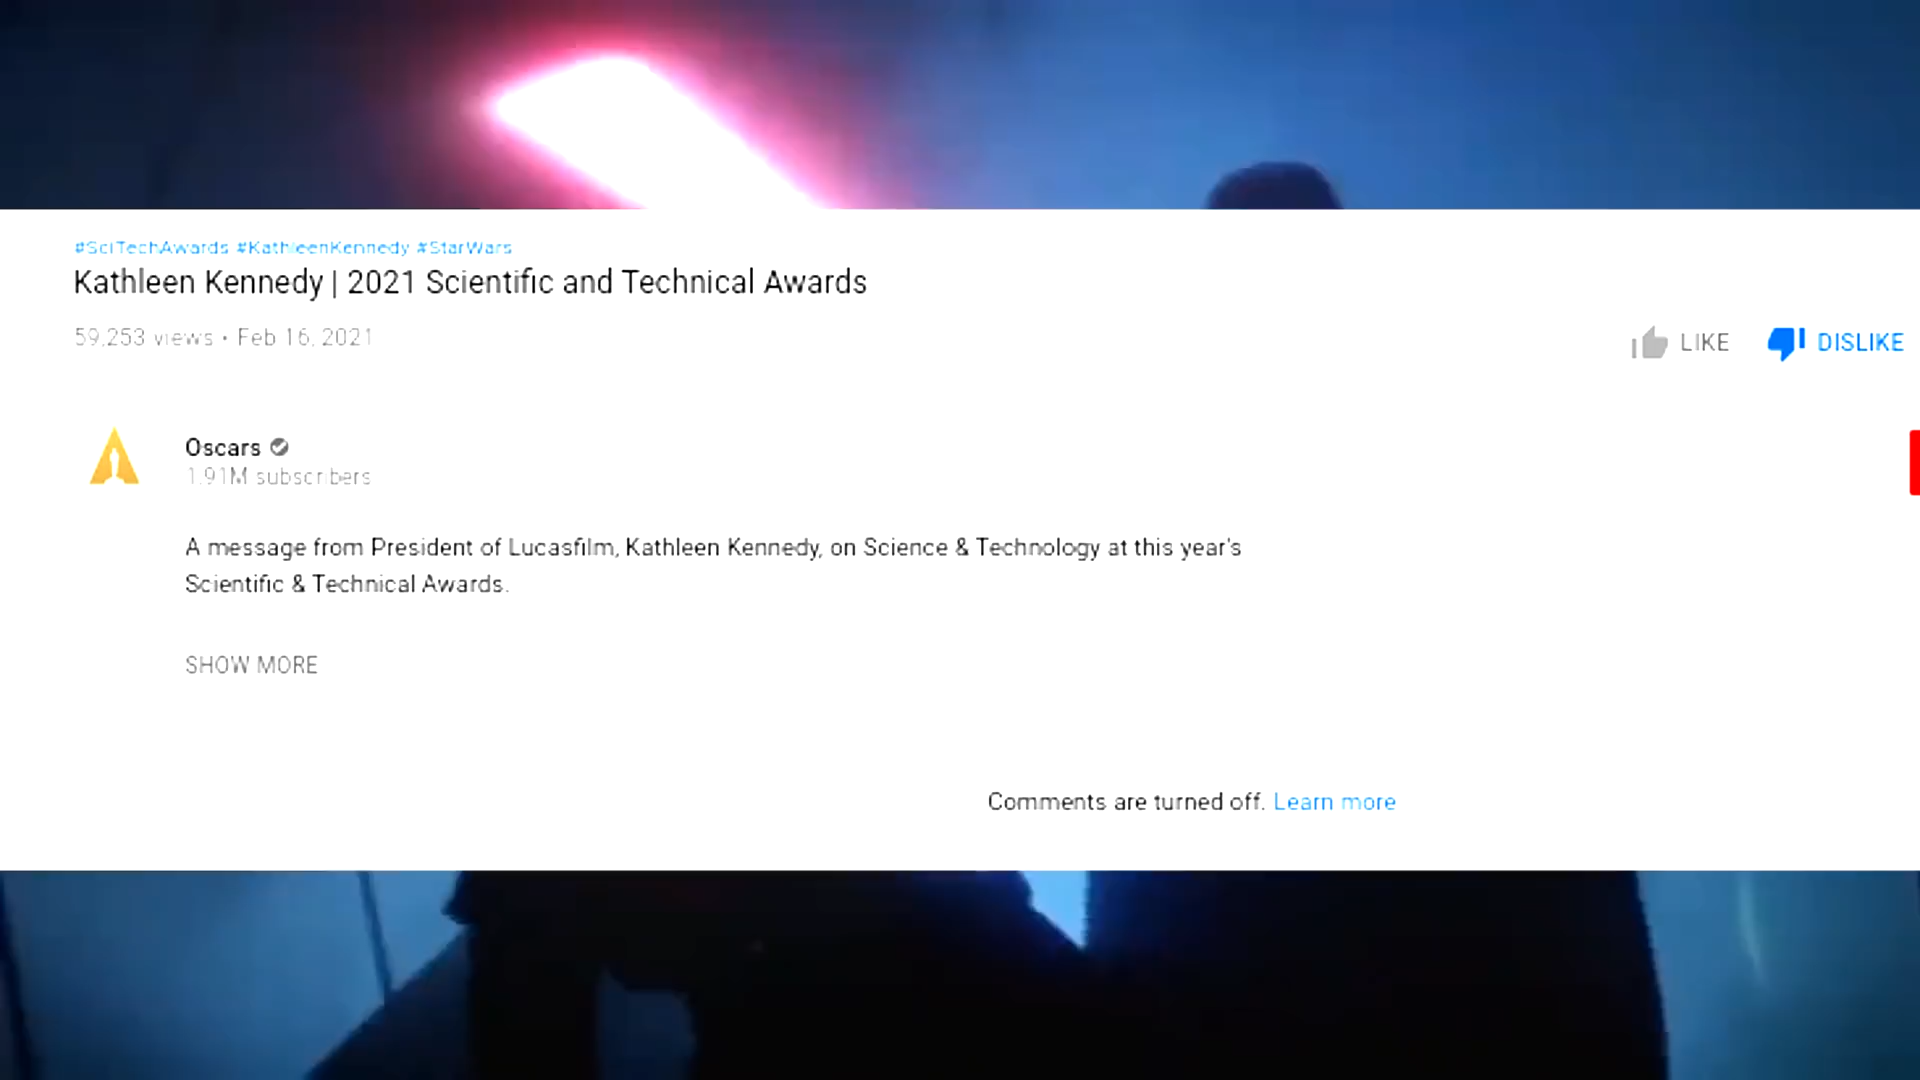 #SciTechAwards #KathleenKennedy #StarWars
Kathleen Kennedy | 2021 Scientific and Technical Awards
59,253 views • Feb 16, 2021
LIKE DISLIKE
Oscars
1.91M subscribers
A message from President of Lucasfilm, Kathleen Kennedy, on Science & Technology at this year's
Scientific & Technical Awards.
SHOW MORE
Comments are turned off. Learn more